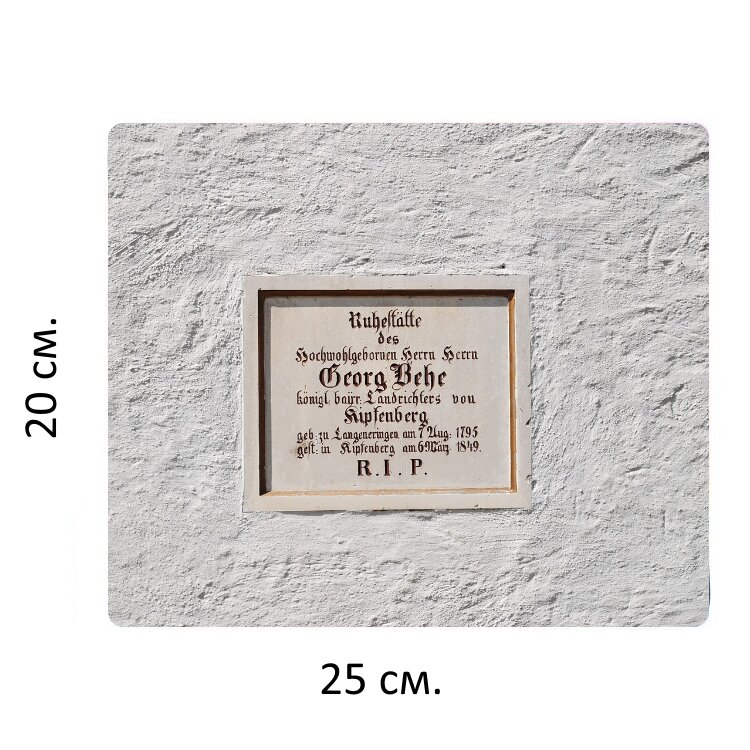 Ruhestätte
des
Hochwohlgebornen Herrn Herrn
Georg Behe
königl. bayr. Landrichters von
Kipfenberg
geb. zu Langeneringen am 7 Aug. 1795
gest. in Kipfenberg am 6 März 1849.
R. I. P.
20 см.
25 см.